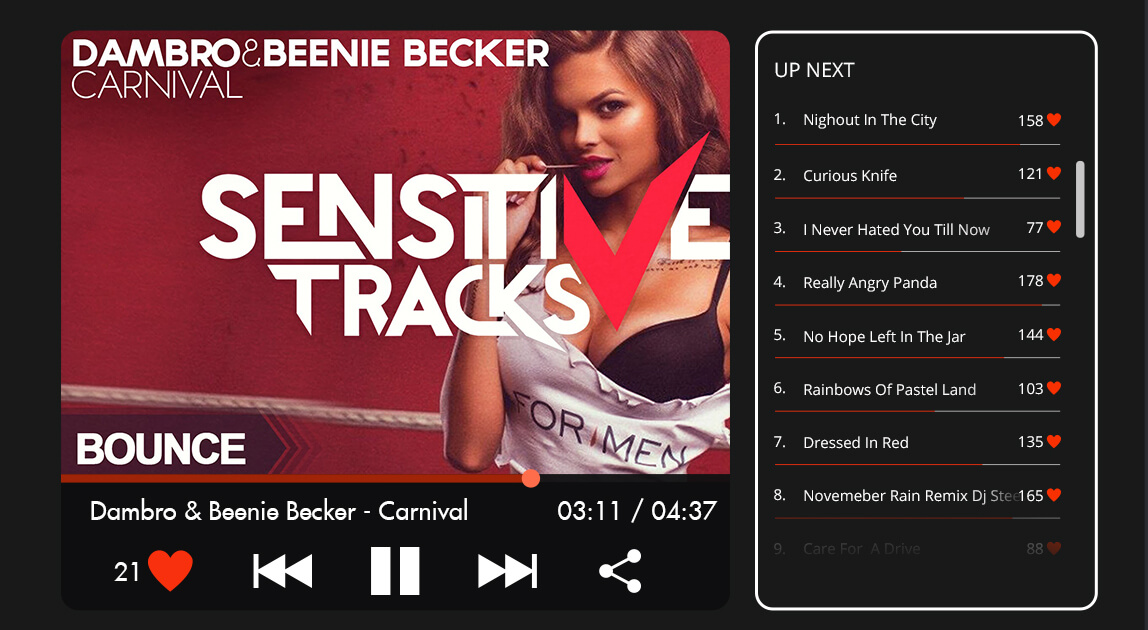 DAMBRO&BEENIE BECKER
CARNIVAL
SENSITIVE
TRACKS
FOR MEN
BOUNCE
Dambro & Beenie Becker - Carnival 03:11 / 04:37
21
UP NEXT
1. Nighout In The City 158
2. Curious Knife 121
3. I Never Hated You Till Now 77
4. Really Angry Panda 178
5. No Hope Left In The Jar 144
6. Rainbows Of Pastel Land 103
7. Dressed In Red 135
8. Novemeber Rain Remix Dj Stee 165
9. Care For A Drive 88